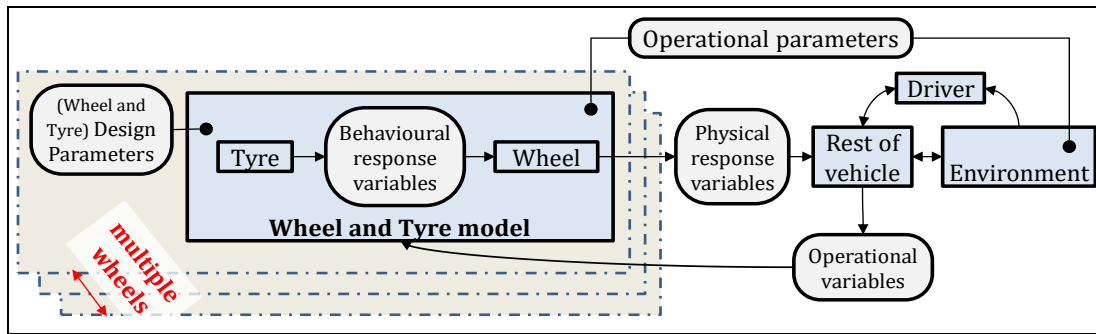 Operational parameters
(Wheel and
Tyre) Design
Parameters
Tyre
Behavioural
response
variables
Wheel
Wheel and Tyre model
multiple
wheels
Physical
response
variables
Driver
Rest of
vehicle
Environment
Operational
variables